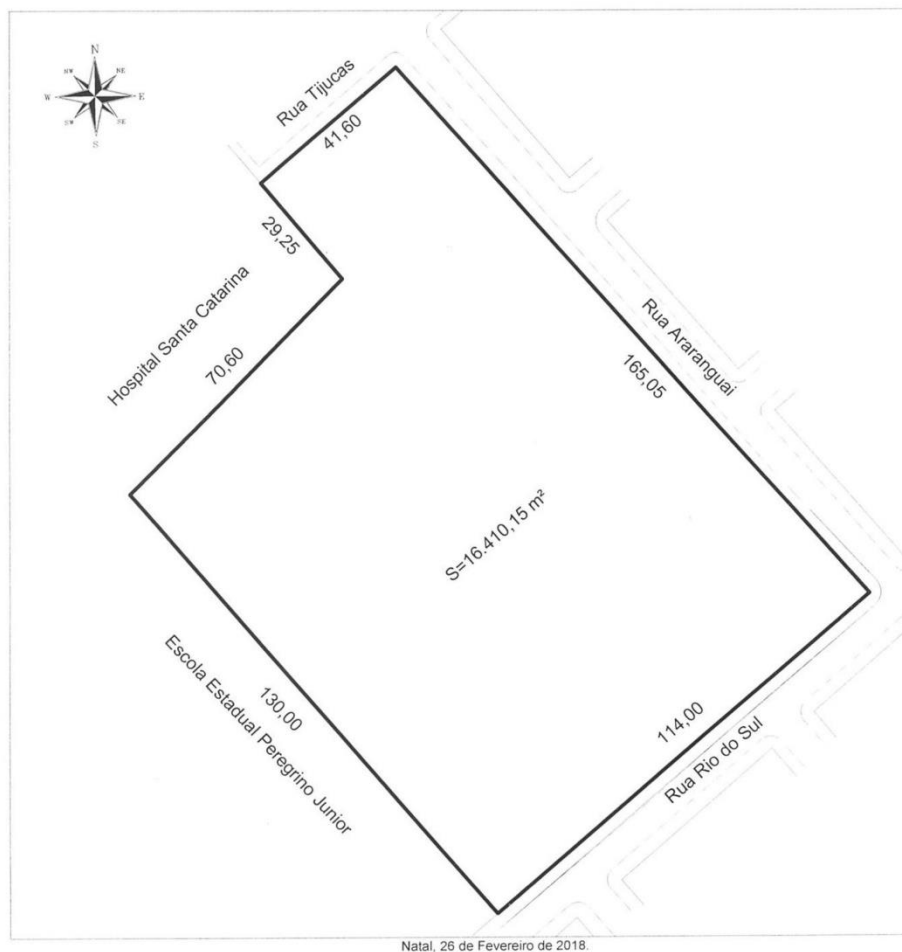 N
NW
NE
W
E
SW
SE
S
Rua Tijucas
41,60
29,25
Hospital Santa Catarina
70,60
Rua Araranguai
165,05
S=16.410,15 m²
Escola Estadual Peregrino Junior
130,00
114,00
Rua Rio do Sul
Natal, 26 de Fevereiro de 2018.